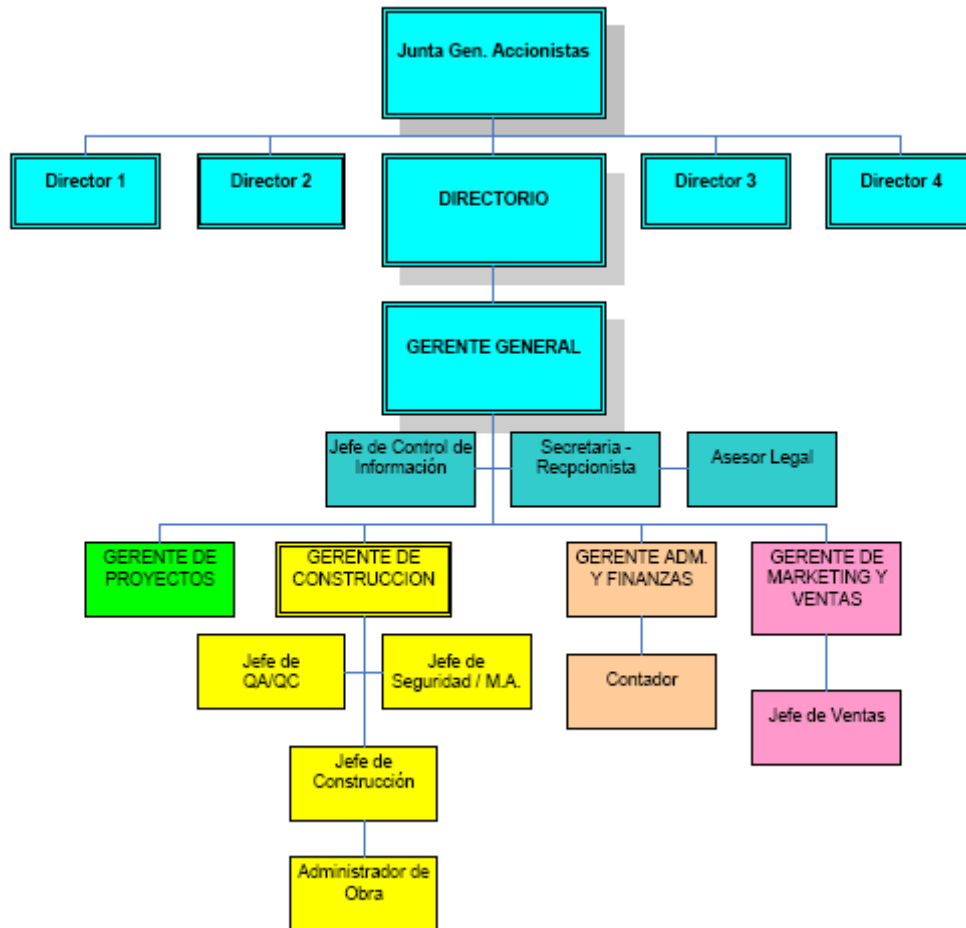 Junta Gen. Accionistas
Director 1
Director 2
DIRECTORIO
Director 3
Director 4
GERENTE GENERAL
Jefe de Control de
Información
Secretaria -
Recpcionista
Asesor Legal
GERENTE DE
PROYECTOS
GERENTE DE
CONSTRUCCION
GERENTE ADM.
Y FINANZAS
GERENTE DE
MARKETING Y
VENTAS
Jefe de
QA/QC
Jefe de
Seguridad / M.A.
Contador
Jefe de Ventas
Jefe de
Construcción
Administrador de
Obra